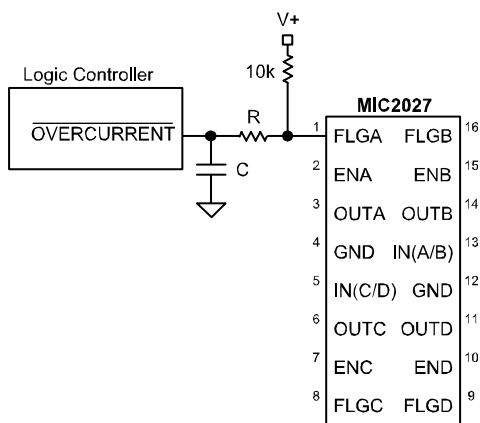 V+
10k
Logic Controller
OVERCURRENT
R
C
MIC2027
1 FLGA FLGB 16
2 ENA ENB 15
3 OUTA OUTB 14
4 GND IN(A/B) 13
5 IN(C/D) GND 12
6 OUTC OUTD 11
7 ENC END 10
8 FLGC FLGD 9